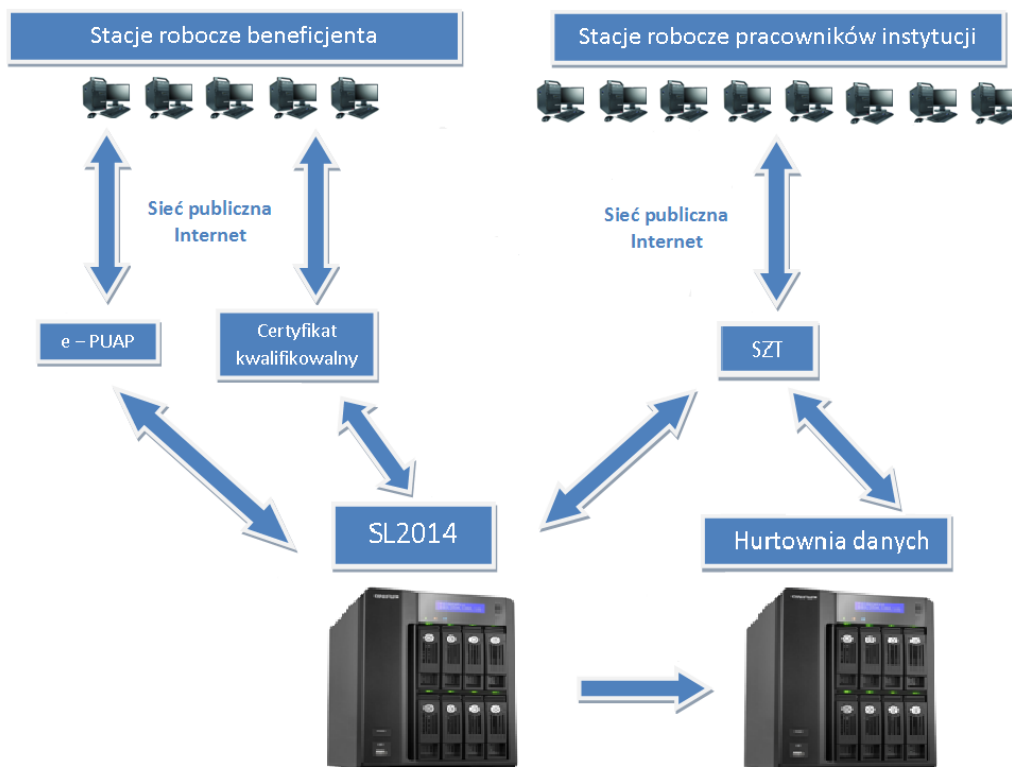 Stacje robocze beneficjenta
Stacje robocze pracowników instytucji
Sieć publiczna
Internet
Sieć publiczna
Internet
e – PUAP
Certyfikat
kwalifikowalny
SZT
SL2014
Hurtownia danych